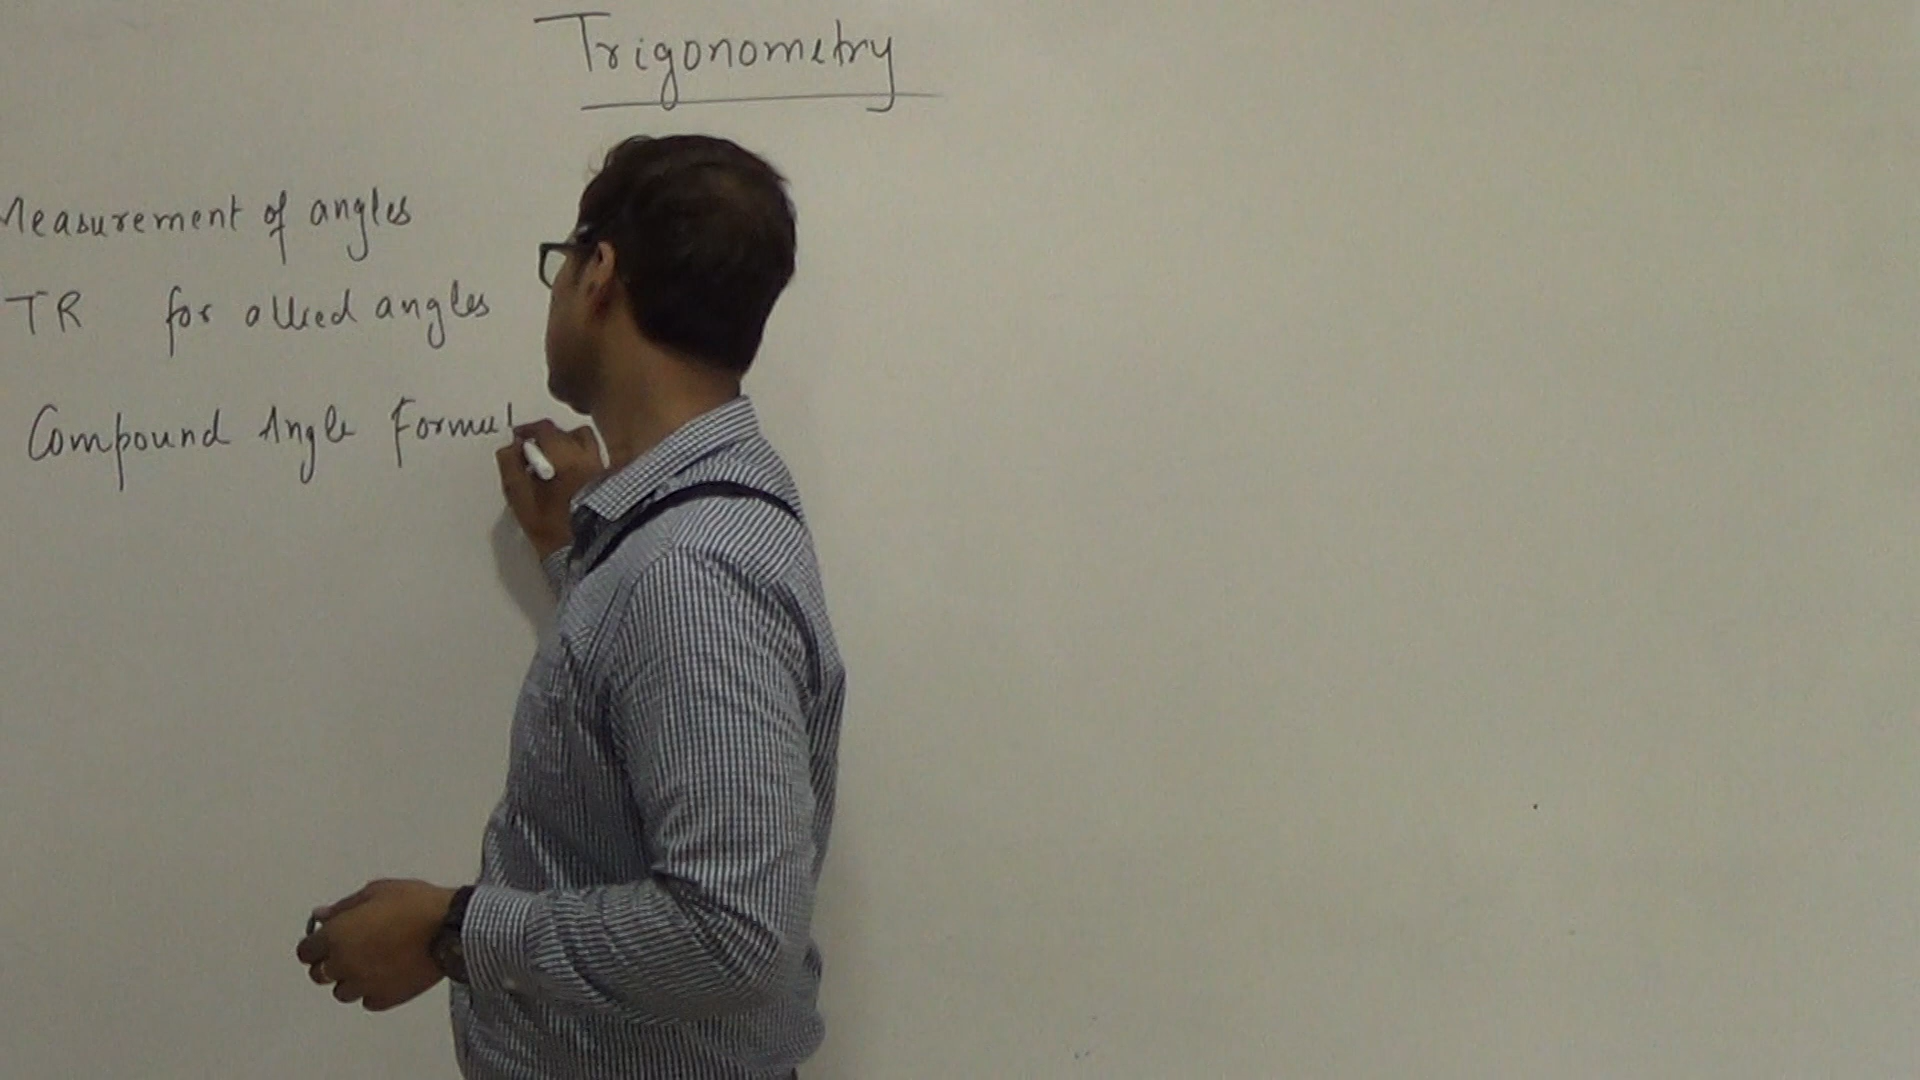 Trigonometry
Measurement of angles
TR for allied angles
Compound Angle Formul